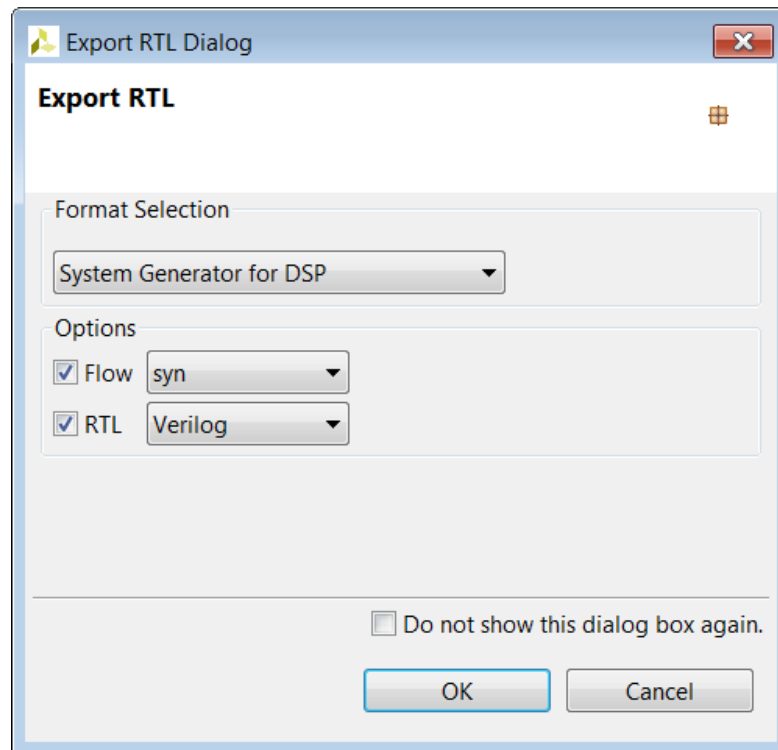 Export RTL Dialog
Export RTL
Format Selection
System Generator for DSP
Options
Flow syn
RTL Verilog
Do not show this dialog box again.
OK Cancel